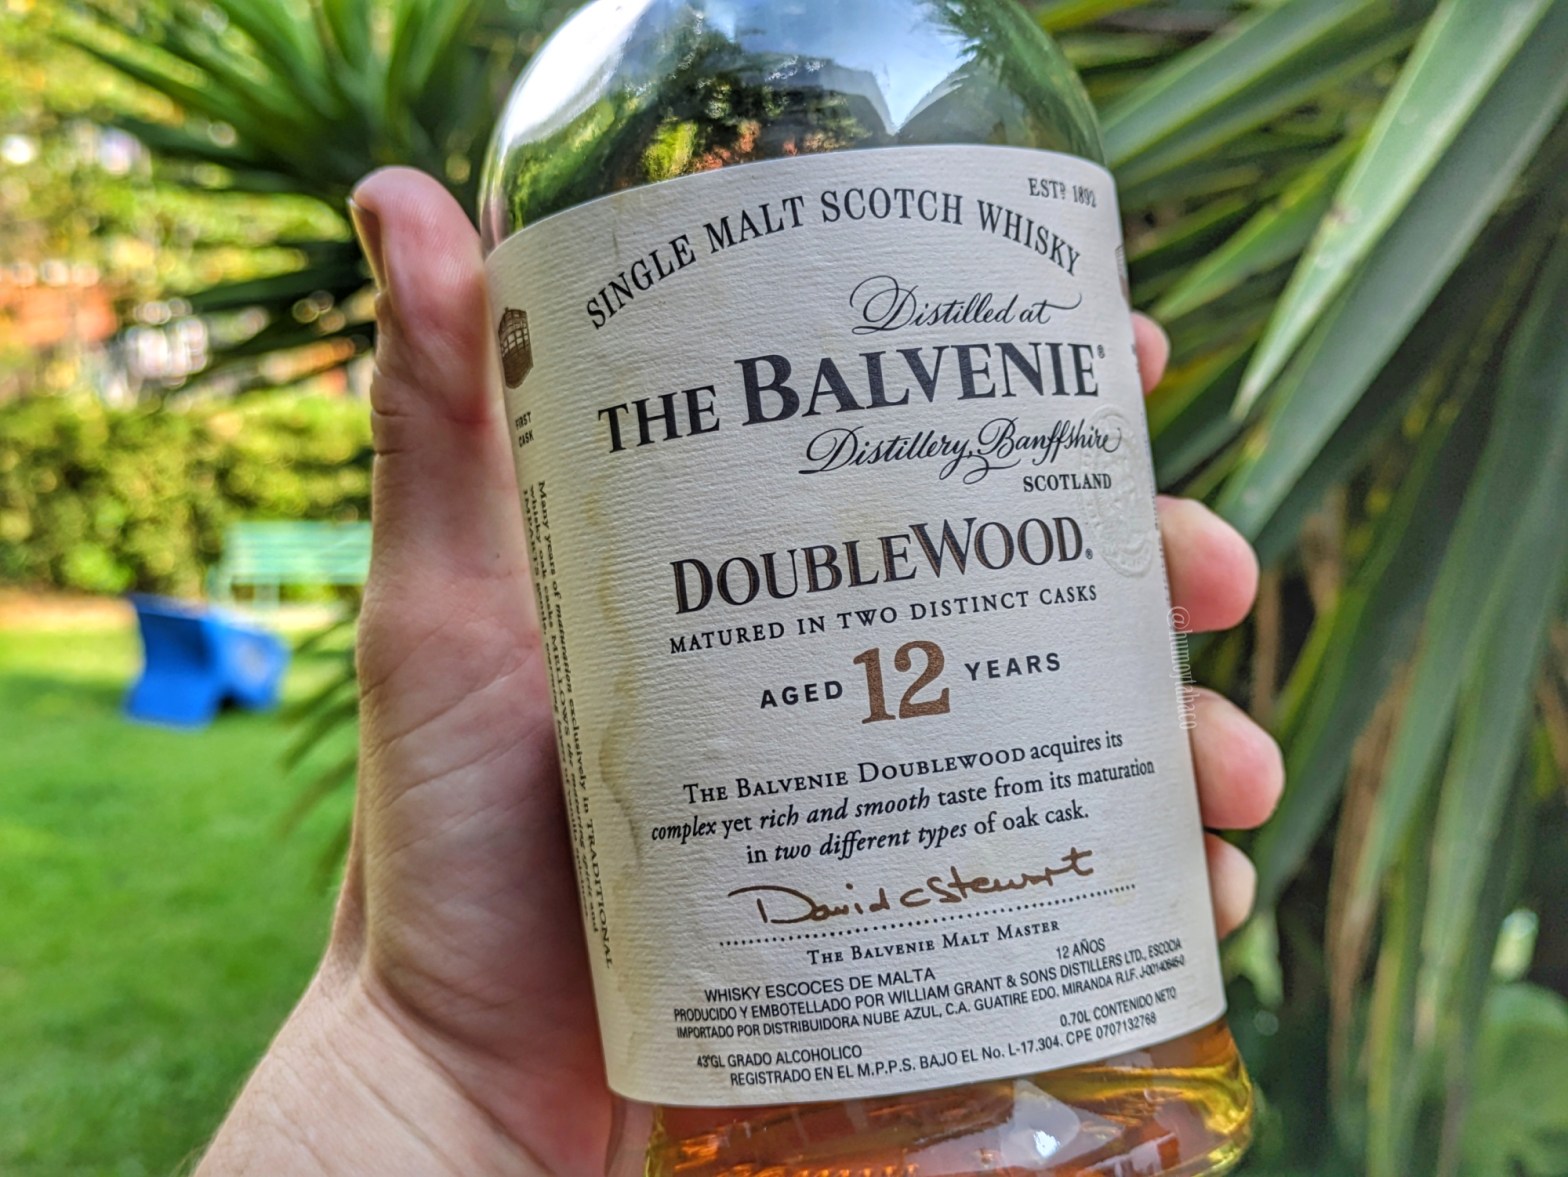 ESTD 1892
SINGLE MALT SCOTCH WHISKY
Distilled at
THE BALVENIE®
Distillery, Banffshire
SCOTLAND
DOUBLEWOOD®
MATURED IN TWO DISTINCT CASKS
AGED 12 YEARS
THE BALVENIE DOUBLEWOOD acquires its
complex yet rich and smooth taste from its maturation
in two different types of oak cask.
David C Stewart
THE BALVENIE MALT MASTER
WHISKY ESCOCES DE MALTA 12 AÑOS
PRODUCIDO Y EMBOTELLADO POR WILLIAM GRANT & SONS DISTILLERS LTD., ESCOCIA
IMPORTADO POR DISTRIBUIDORA NUBE AZUL, C.A. GUATIRE EDO. MIRANDA R.I.F.
43°GL GRADO ALCOHOLICO 0.70L CONTENIDO NETO
REGISTRADO EN EL M.P.P.S. BAJO EL No. L-17.304. CPE 0707132768
FIRST
CASK
TRADITIONAL